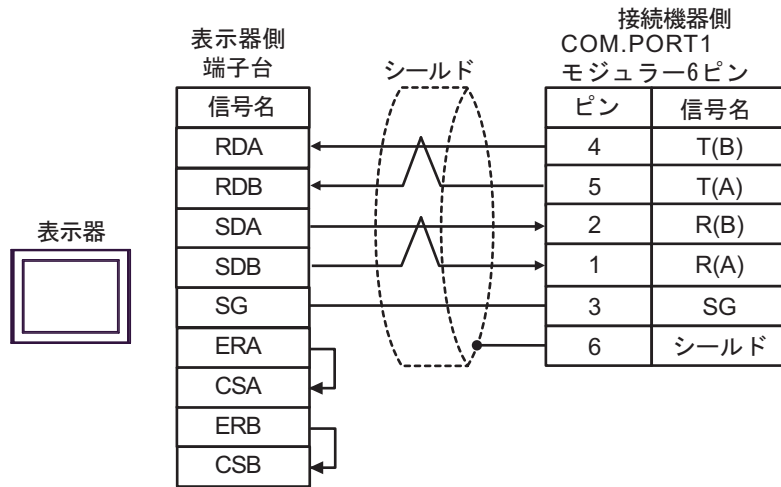 接続機器側
COM.PORT1
モジュラー6ピン
表示器側
端子台
シールド
信号名
ピン
信号名
RDA
4
T(B)
RDB
5
T(A)
SDA
2
R(B)
表示器
SDB
1
R(A)
SG
3
SG
ERA
6
シールド
CSA
ERB
CSB